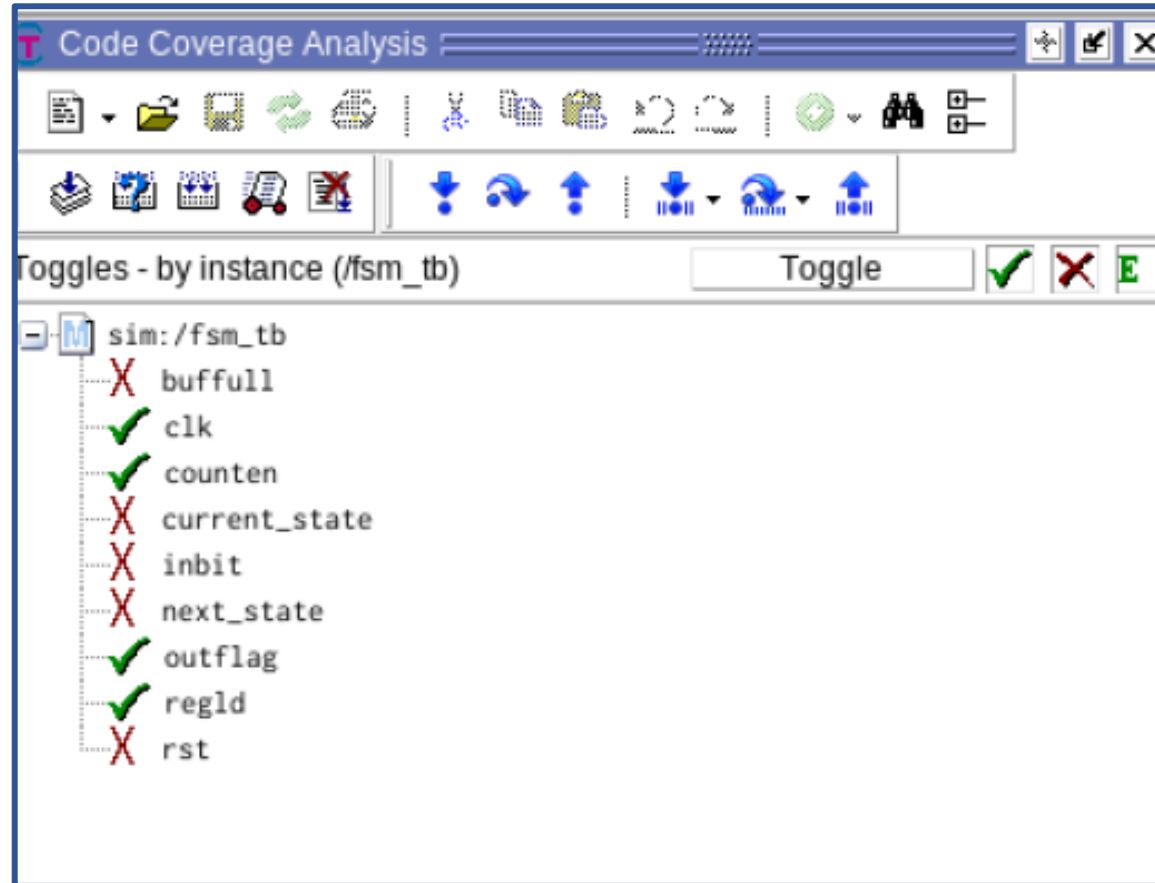 Code Coverage Analysis
Toggles - by instance (/fsm_tb) Toggle E
sim:/fsm_tb
buffull
clk
counten
current_state
inbit
next_state
outflag
regld
rst